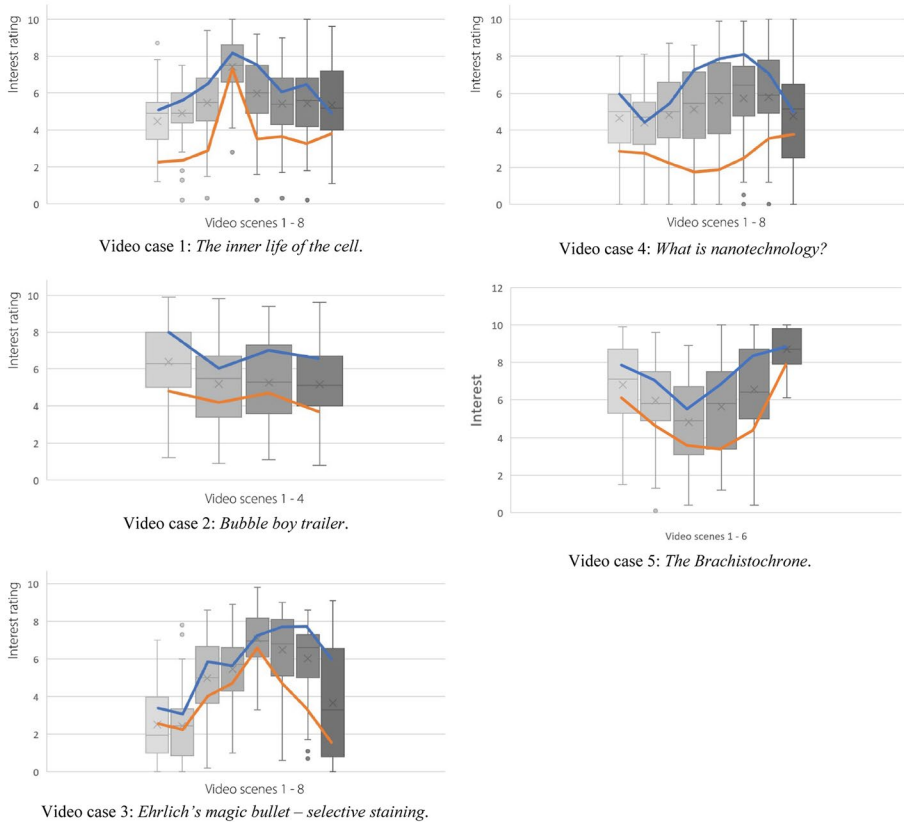 Interest rating
10
8
6
4
2
0
Video scenes 1 - 8
Video case 1: The inner life of the cell.
Interest rating
10
8
6
4
2
0
Video scenes 1 - 4
Video case 2: Bubble boy trailer.
Interest rating
10
8
6
4
2
0
Video scenes 1 - 8
Video case 3: Ehrlich's magic bullet – selective staining.
Interest rating
10
8
6
4
2
0
Video scenes 1 - 8
Video case 4: What is nanotechnology?
Interest
12
10
8
6
4
2
0
Video scenes 1 - 6
Video case 5: The Brachistochrone.